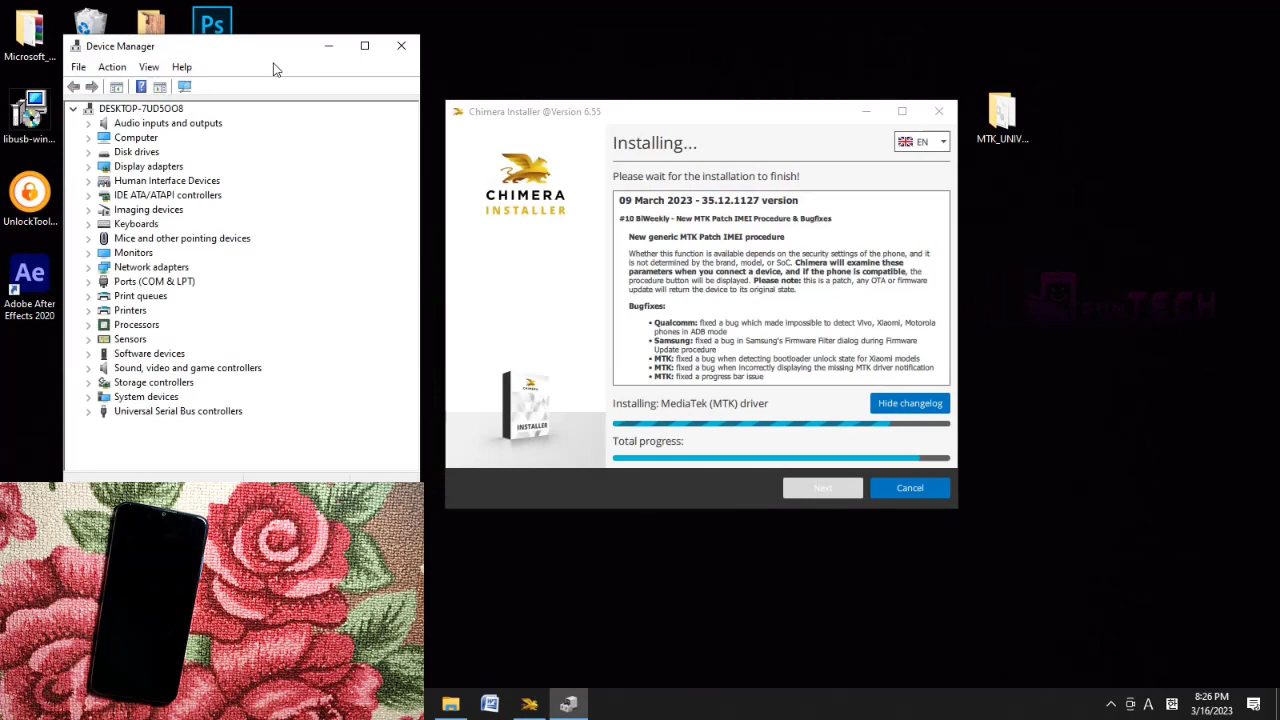 Microsoft_...
Ps
libusb-win...
UnlockTool...
Ae
Adobe After
Effects 2020
Device Manager
File Action View Help
DESKTOP-7UD5OO8
Audio inputs and outputs
Computer
Disk drives
Display adapters
Human Interface Devices
IDE ATA/ATAPI controllers
Imaging devices
Keyboards
Mice and other pointing devices
Monitors
Network adapters
Ports (COM & LPT)
Print queues
Printers
Processors
Sensors
Software devices
Sound, video and game controllers
Storage controllers
System devices
Universal Serial Bus controllers
Chimera Installer @Version 6.55
CHIMERA
INSTALLER
Installing...
EN
Please wait for the installation to finish!
09 March 2023 - 35.12.1127 version
#10 BiWeekly - New MTK Patch IMEI Procedure & Bugfixes
New generic MTK Patch IMEI procedure
Whether this function is available depends on the security settings of the phone, and it
is not determined by the brand, model, or SoC. Chimera will examine these
parameters when you connect a device, and if the phone is compatible, the
procedure button will be displayed. Please note: this is a patch, any OTA or firmware
update will return the device to its original state.
Bugfixes:
• Qualcomm: fixed a bug which made impossible to detect Vivo, Xiaomi, Motorola
phones in ADB mode
• Samsung: fixed a bug in Samsung's Firmware Filter dialog during Firmware
Update procedure
• MTK: fixed a bug when detecting bootloader unlock state for Xiaomi models
• MTK: fixed a bug when incorrectly displaying the missing MTK driver notification
• MTK: fixed a progress bar issue
CHIMERA
INSTALLER
Installing: MediaTek (MTK) driver
Hide changelog
Total progress:
Next
Cancel
MTK_UNIV...
TECH
8:26 PM
3/16/2023